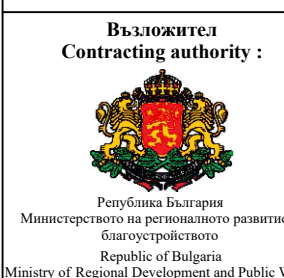 Възложител
Contracting authority :
Република България
Министерството на регионалното развитие
благоустройството
Republic of Bulgaria
Ministry of Regional Development and Public